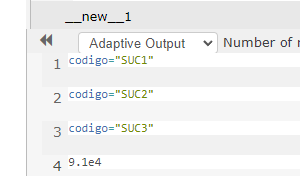 __new__1
Adaptive Output Number of
1 codigo="SUC1"
2 codigo="SUC2"
3 codigo="SUC3"
4 9.1e4